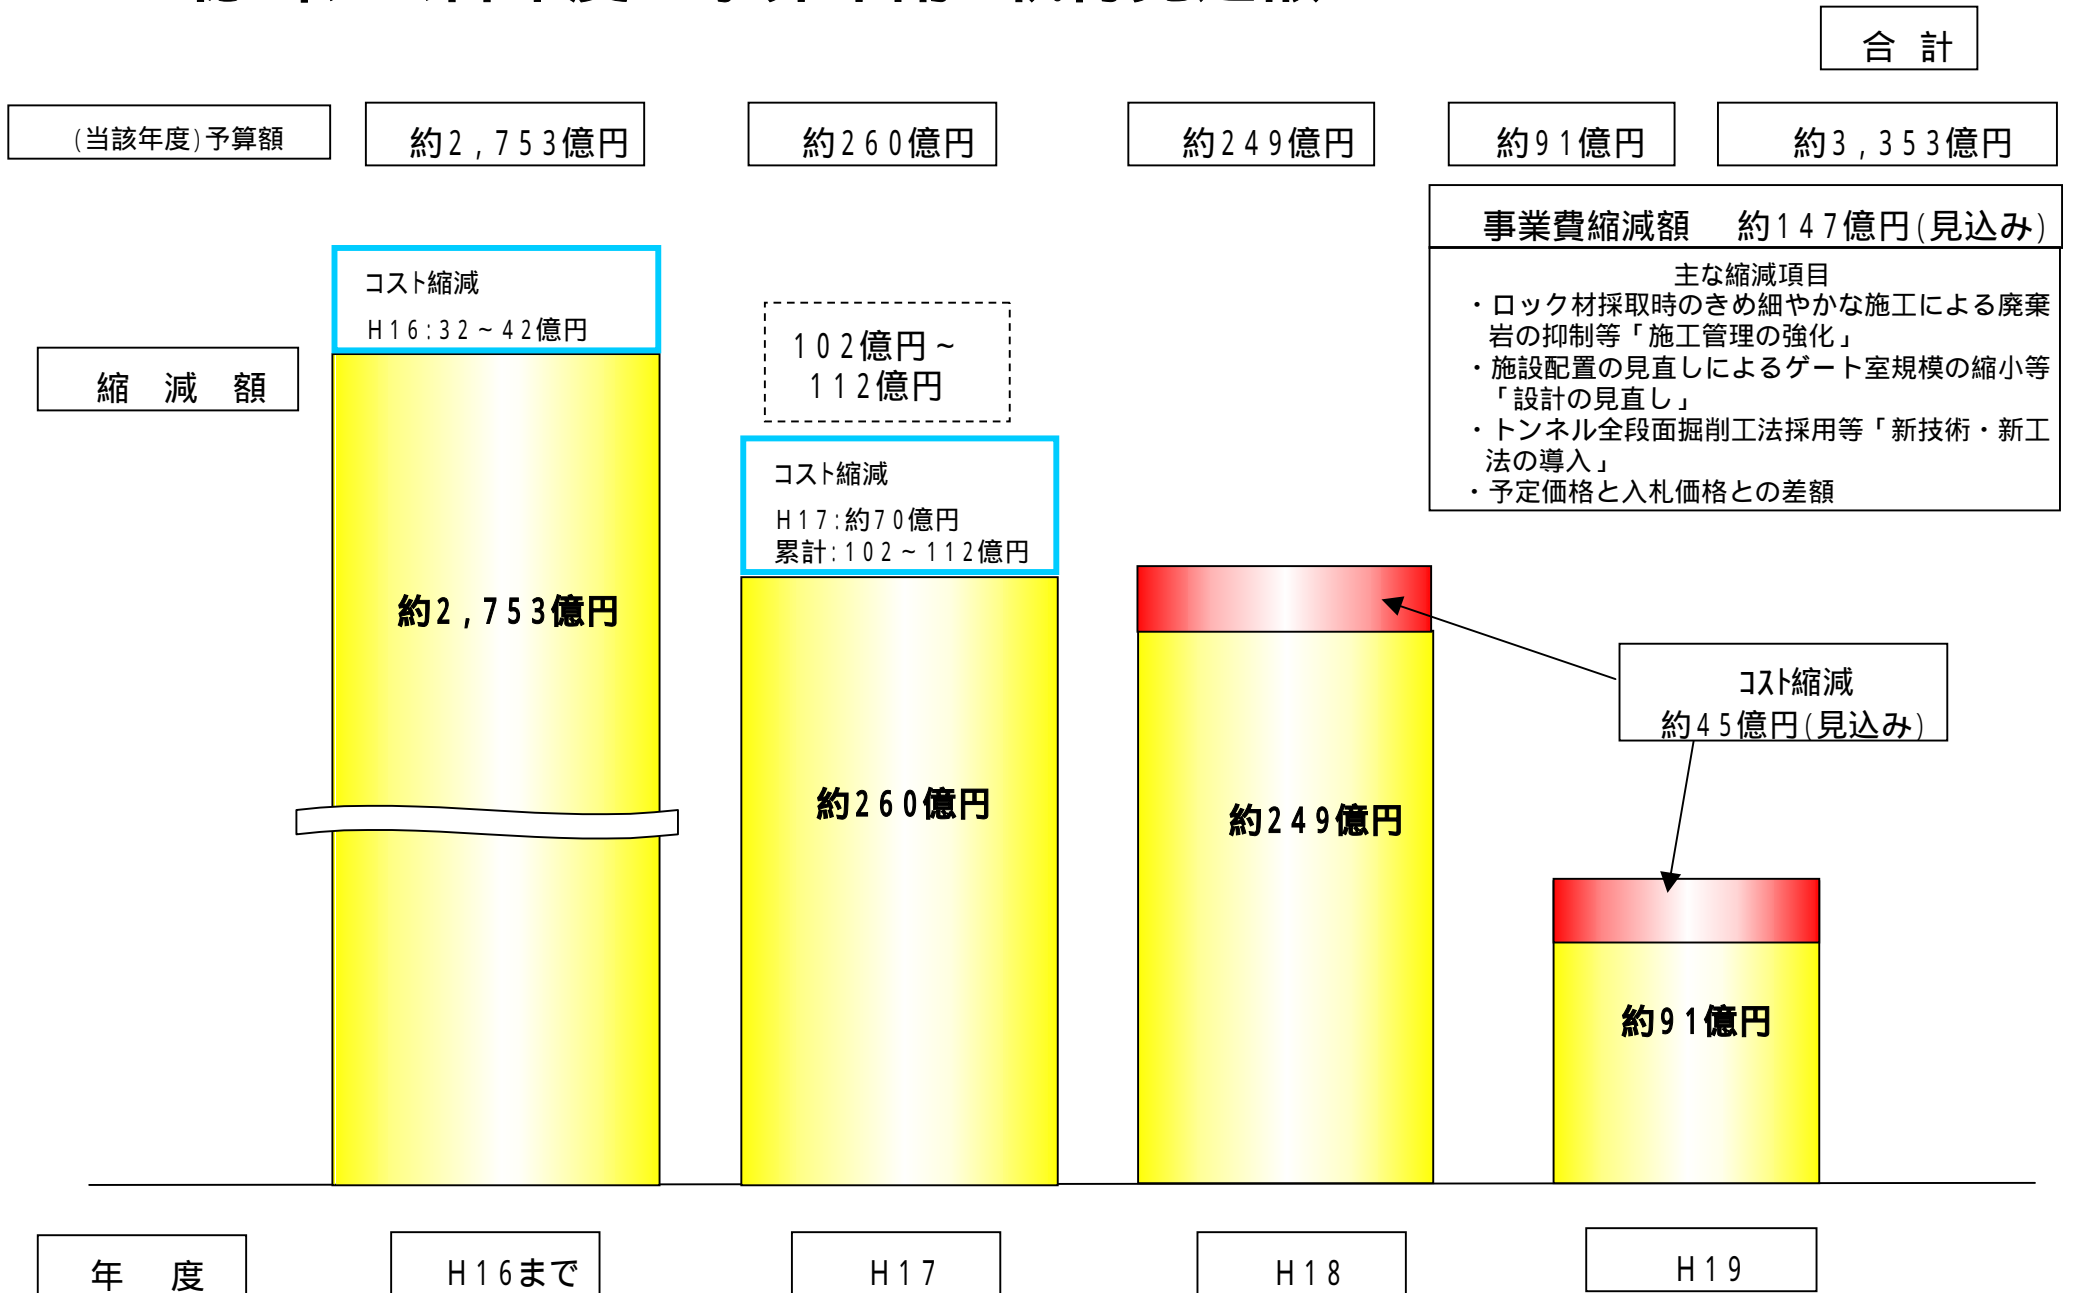 合 計
(当該年度)予算額
約2,753億円
約260億円
約249億円
約91億円
約3,353億円
事業費縮減額 約147億円(見込み)
主な縮減項目
・ロック材採取時のきめ細やかな施工による廃棄
岩の抑制等「施工管理の強化」
・施設配置の見直しによるゲート室規模の縮小等
「設計の見直し」
・トンネル全段面掘削工法採用等「新技術・新工
法の導入」
・予定価格と入札価格との差額
コスト縮減
H16:32~42億円
縮 減 額
102億円~
112億円
コスト縮減
H17:約70億円
累計:102~112億円
約2,753億円
約260億円
約249億円
コスト縮減
約45億円(見込み)
約91億円
年 度
H16まで
H17
H18
H19